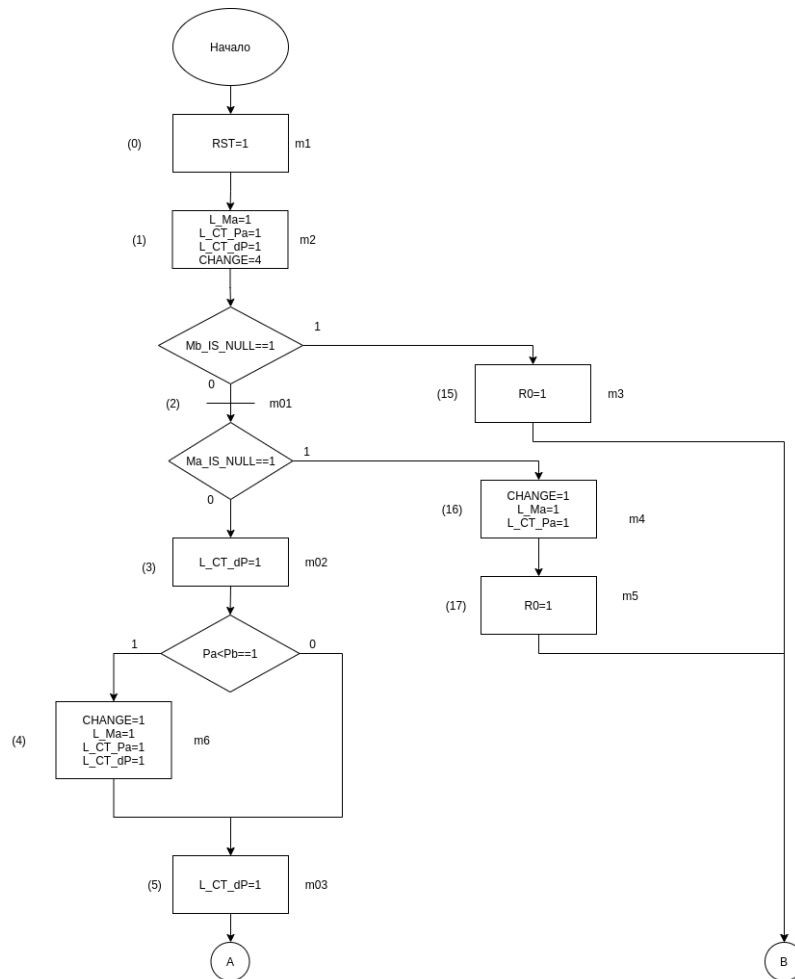 Начало
(0)
RST=1
m1
(1)
L_Ma=1
L_CT_Pa=1
L_CT_dP=1
CHANGE=4
m2
Mb_IS_NULL==1
1
0
(2)
m01
(15)
R0=1
m3
Ma_IS_NULL==1
1
0
(16)
CHANGE=1
L_Ma=1
L_CT_Pa=1
m4
(3)
L_CT_dP=1
m02
(17)
R0=1
m5
1
Pa<Pb==1
0
(4)
CHANGE=1
L_Ma=1
L_CT_Pa=1
L_CT_dP=1
m6
(5)
L_CT_dP=1
m03
A
B